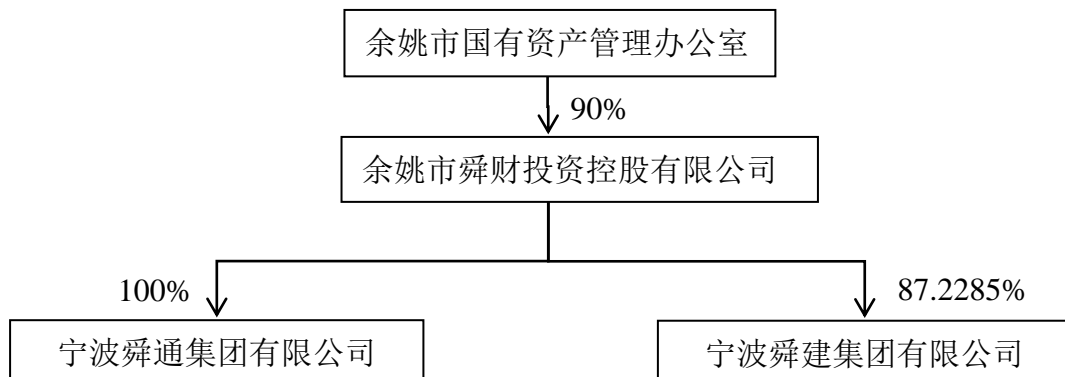 余姚市国有资产管理办公室
90%
余姚市舜财投资控股有限公司
100%
87.2285%
宁波舜通集团有限公司
宁波舜建集团有限公司